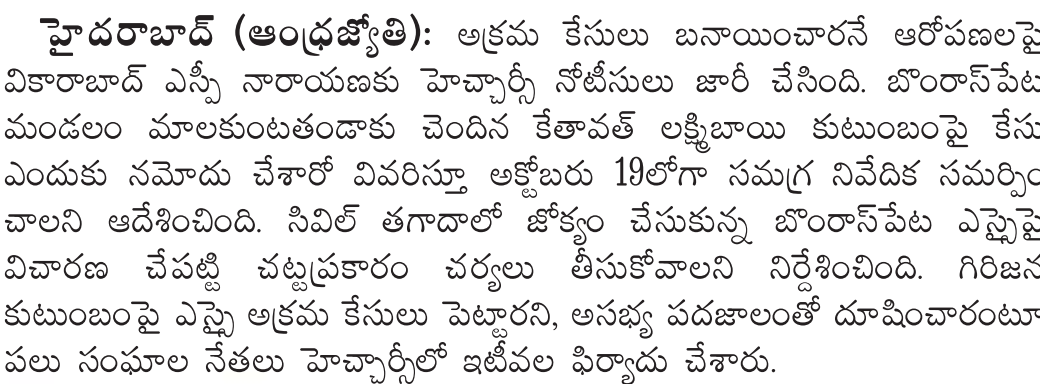 హైదరాబాద్ (ఆంధ్రజ్యోతి): అక్రమ కేసులు బనాయించారనే ఆరోపణలపై
వికారాబాద్ ఎస్పీ నారాయణకు హెచ్చార్సీ నోటీసులు జారీ చేసింది. బొంరాస్‌పేట
మండలం మాలకుంటతండాకు చెందిన కేతావత్ లక్ష్మిబాయి కుటుంబంపై కేసు
ఎందుకు నమోదు చేశారో వివరిస్తూ అక్టోబరు 19లోగా సమగ్ర నివేదిక సమర్పిం
చాలని ఆదేశించింది. సివిల్ తగాదాలో జోక్యం చేసుకున్న బొంరాస్‌పేట ఎస్సైపై
విచారణ చేపట్టి చట్టప్రకారం చర్యలు తీసుకోవాలని నిర్దేశించింది. గిరిజన
కుటుంబంపై ఎస్సై అక్రమ కేసులు పెట్టారని, అసభ్య పదజాలంతో దూషించారంటూ
పలు సంఘాల నేతలు హెచ్చార్సీలో ఇటీవల ఫిర్యాదు చేశారు.